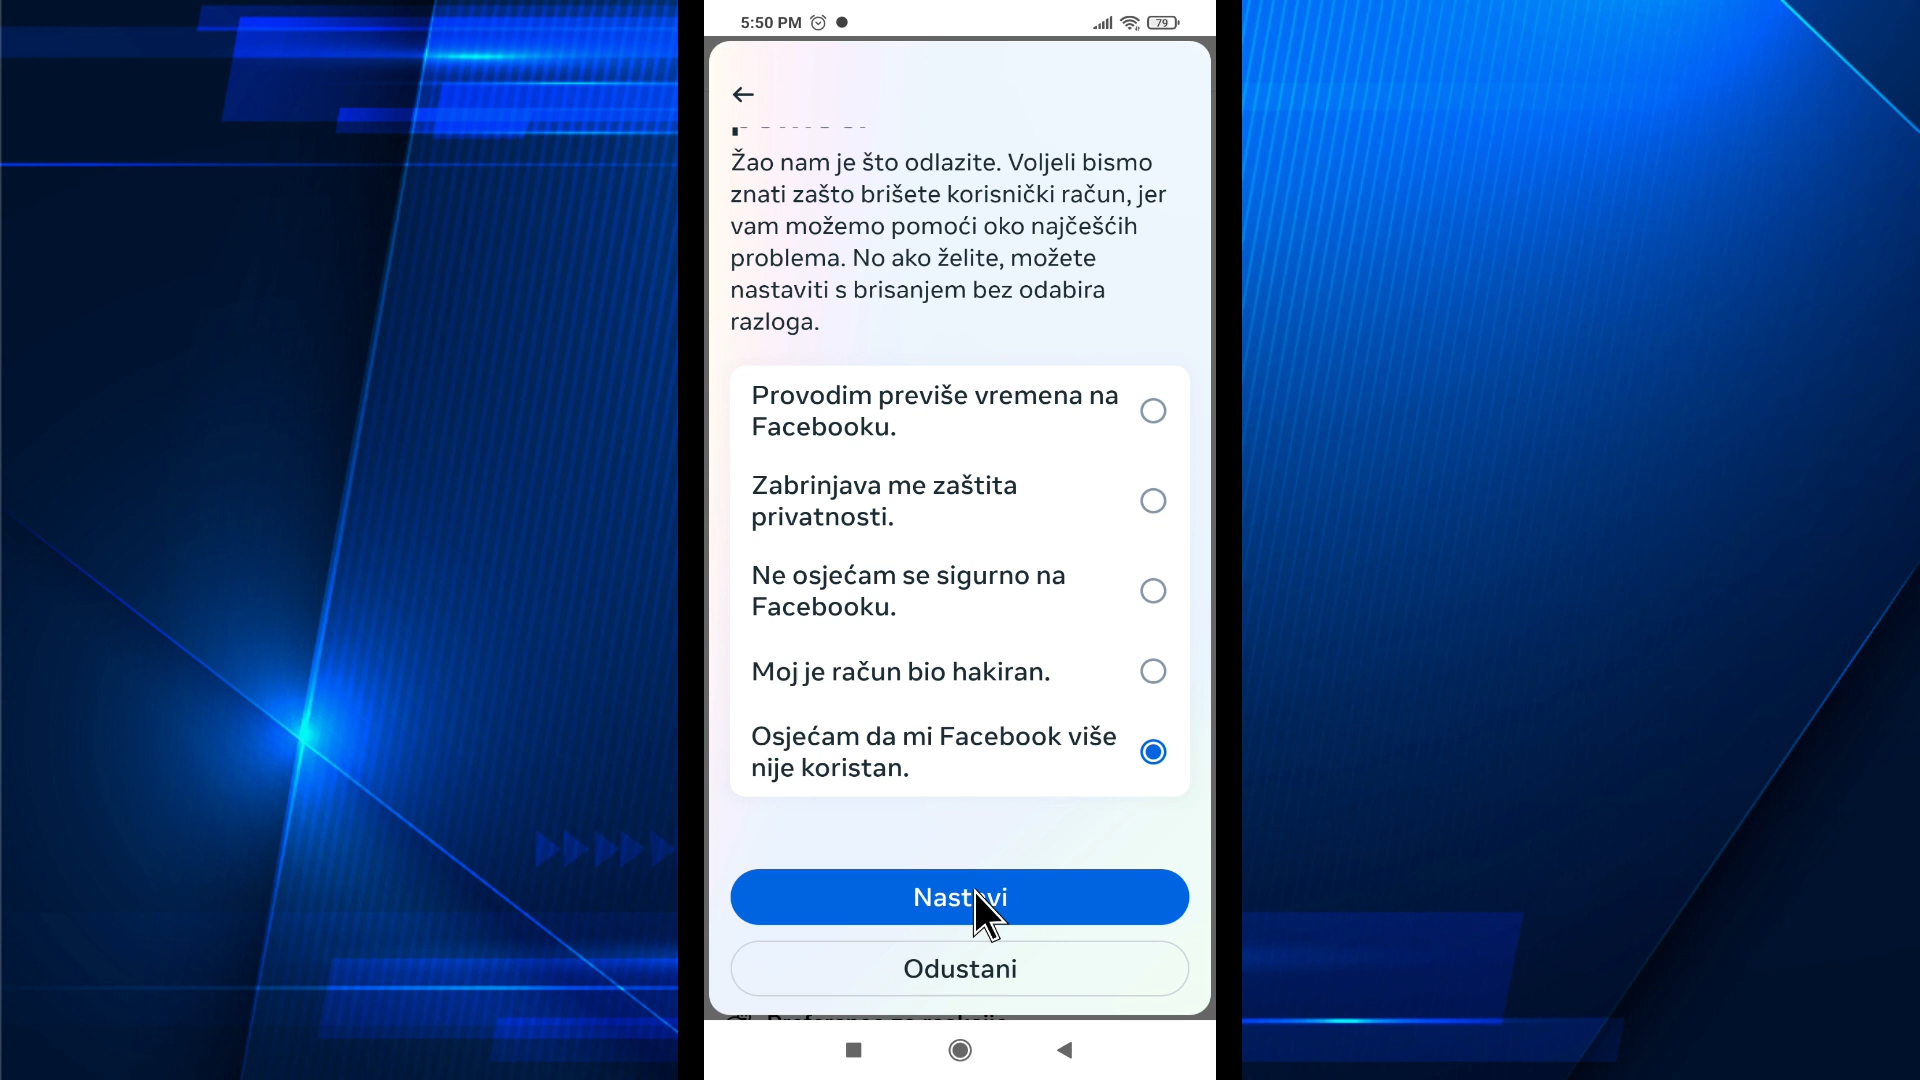 5:50 PM
79
Žao nam je što odlazite. Voljeli bismo
znati zašto brišete korisnički račun, jer
vam možemo pomoći oko najčešćih
problema. No ako želite, možete
nastaviti s brisanjem bez odabira
razloga.
Provodim previše vremena na
Facebooku.
Zabrinjava me zaštita
privatnosti.
Ne osjećam se sigurno na
Facebooku.
Moj je račun bio hakiran.
Osjećam da mi Facebook više
nije koristan.
Nastavi
Odustani